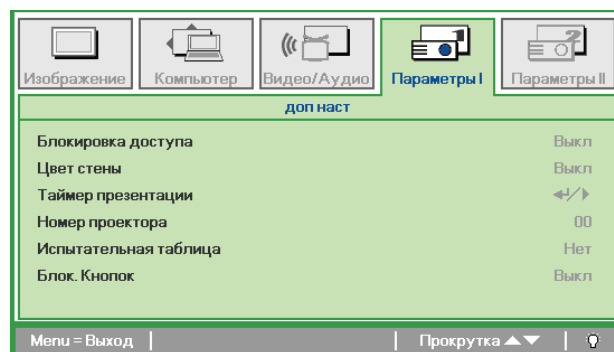 Изображение
Компьютер
Видео/Аудио
Параметры I
Параметры II
доп наст
Блокировка доступа Выкл
Цвет стены Выкл
Таймер презентации
Номер проектора 00
Испытательная таблица Нет
Блок. Кнопок Выкл
Menu = Выход Прокрутка ▲▼